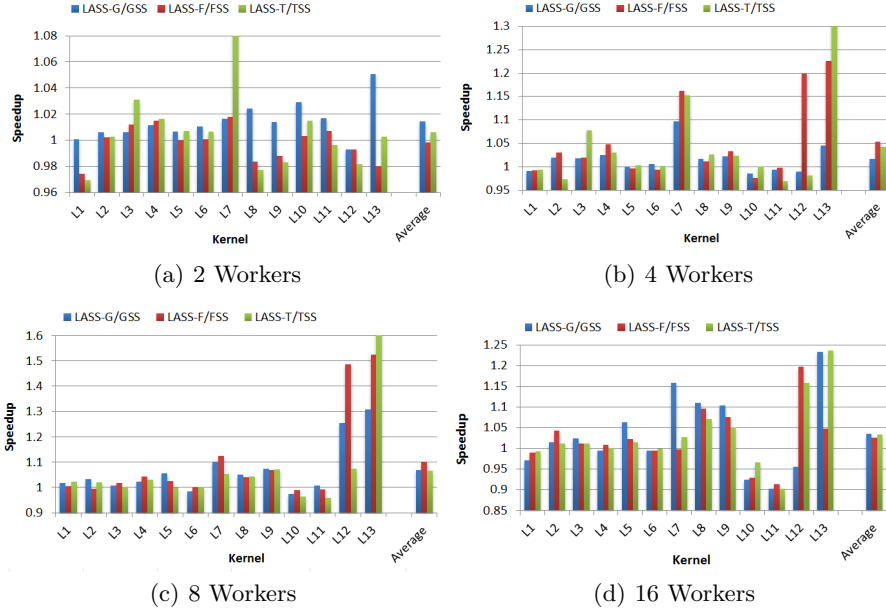 LASS-G/GSS LASS-F/FSS LASS-T/TSS
1.08
1.06
1.04
1.02
1
0.98
0.96
Speedup
L1 L2 L3 L4 L5 L6 L7 L8 L9 L10 L11 L12 L13 Average
Kernel
(a) 2 Workers
LASS-G/GSS LASS-F/FSS LASS-T/TSS
1.3
1.25
1.2
1.15
1.1
1.05
1
0.95
Speedup
L1 L2 L3 L4 L5 L6 L7 L8 L9 L10 L11 L12 L13 Average
Kernel
(b) 4 Workers
LASS-G/GSS LASS-F/FSS LASS-T/TSS
1.6
1.5
1.4
1.3
1.2
1.1
1
0.9
Speedup
L1 L2 L3 L4 L5 L6 L7 L8 L9 L10 L11 L12 L13 Average
Kernel
(c) 8 Workers
LASS-G/GSS LASS-F/FSS LASS-T/TSS
1.25
1.2
1.15
1.1
1.05
1
0.95
0.9
0.85
Speedup
L1 L2 L3 L4 L5 L6 L7 L8 L9 L10 L11 L12 L13 Average
Kernel
(d) 16 Workers